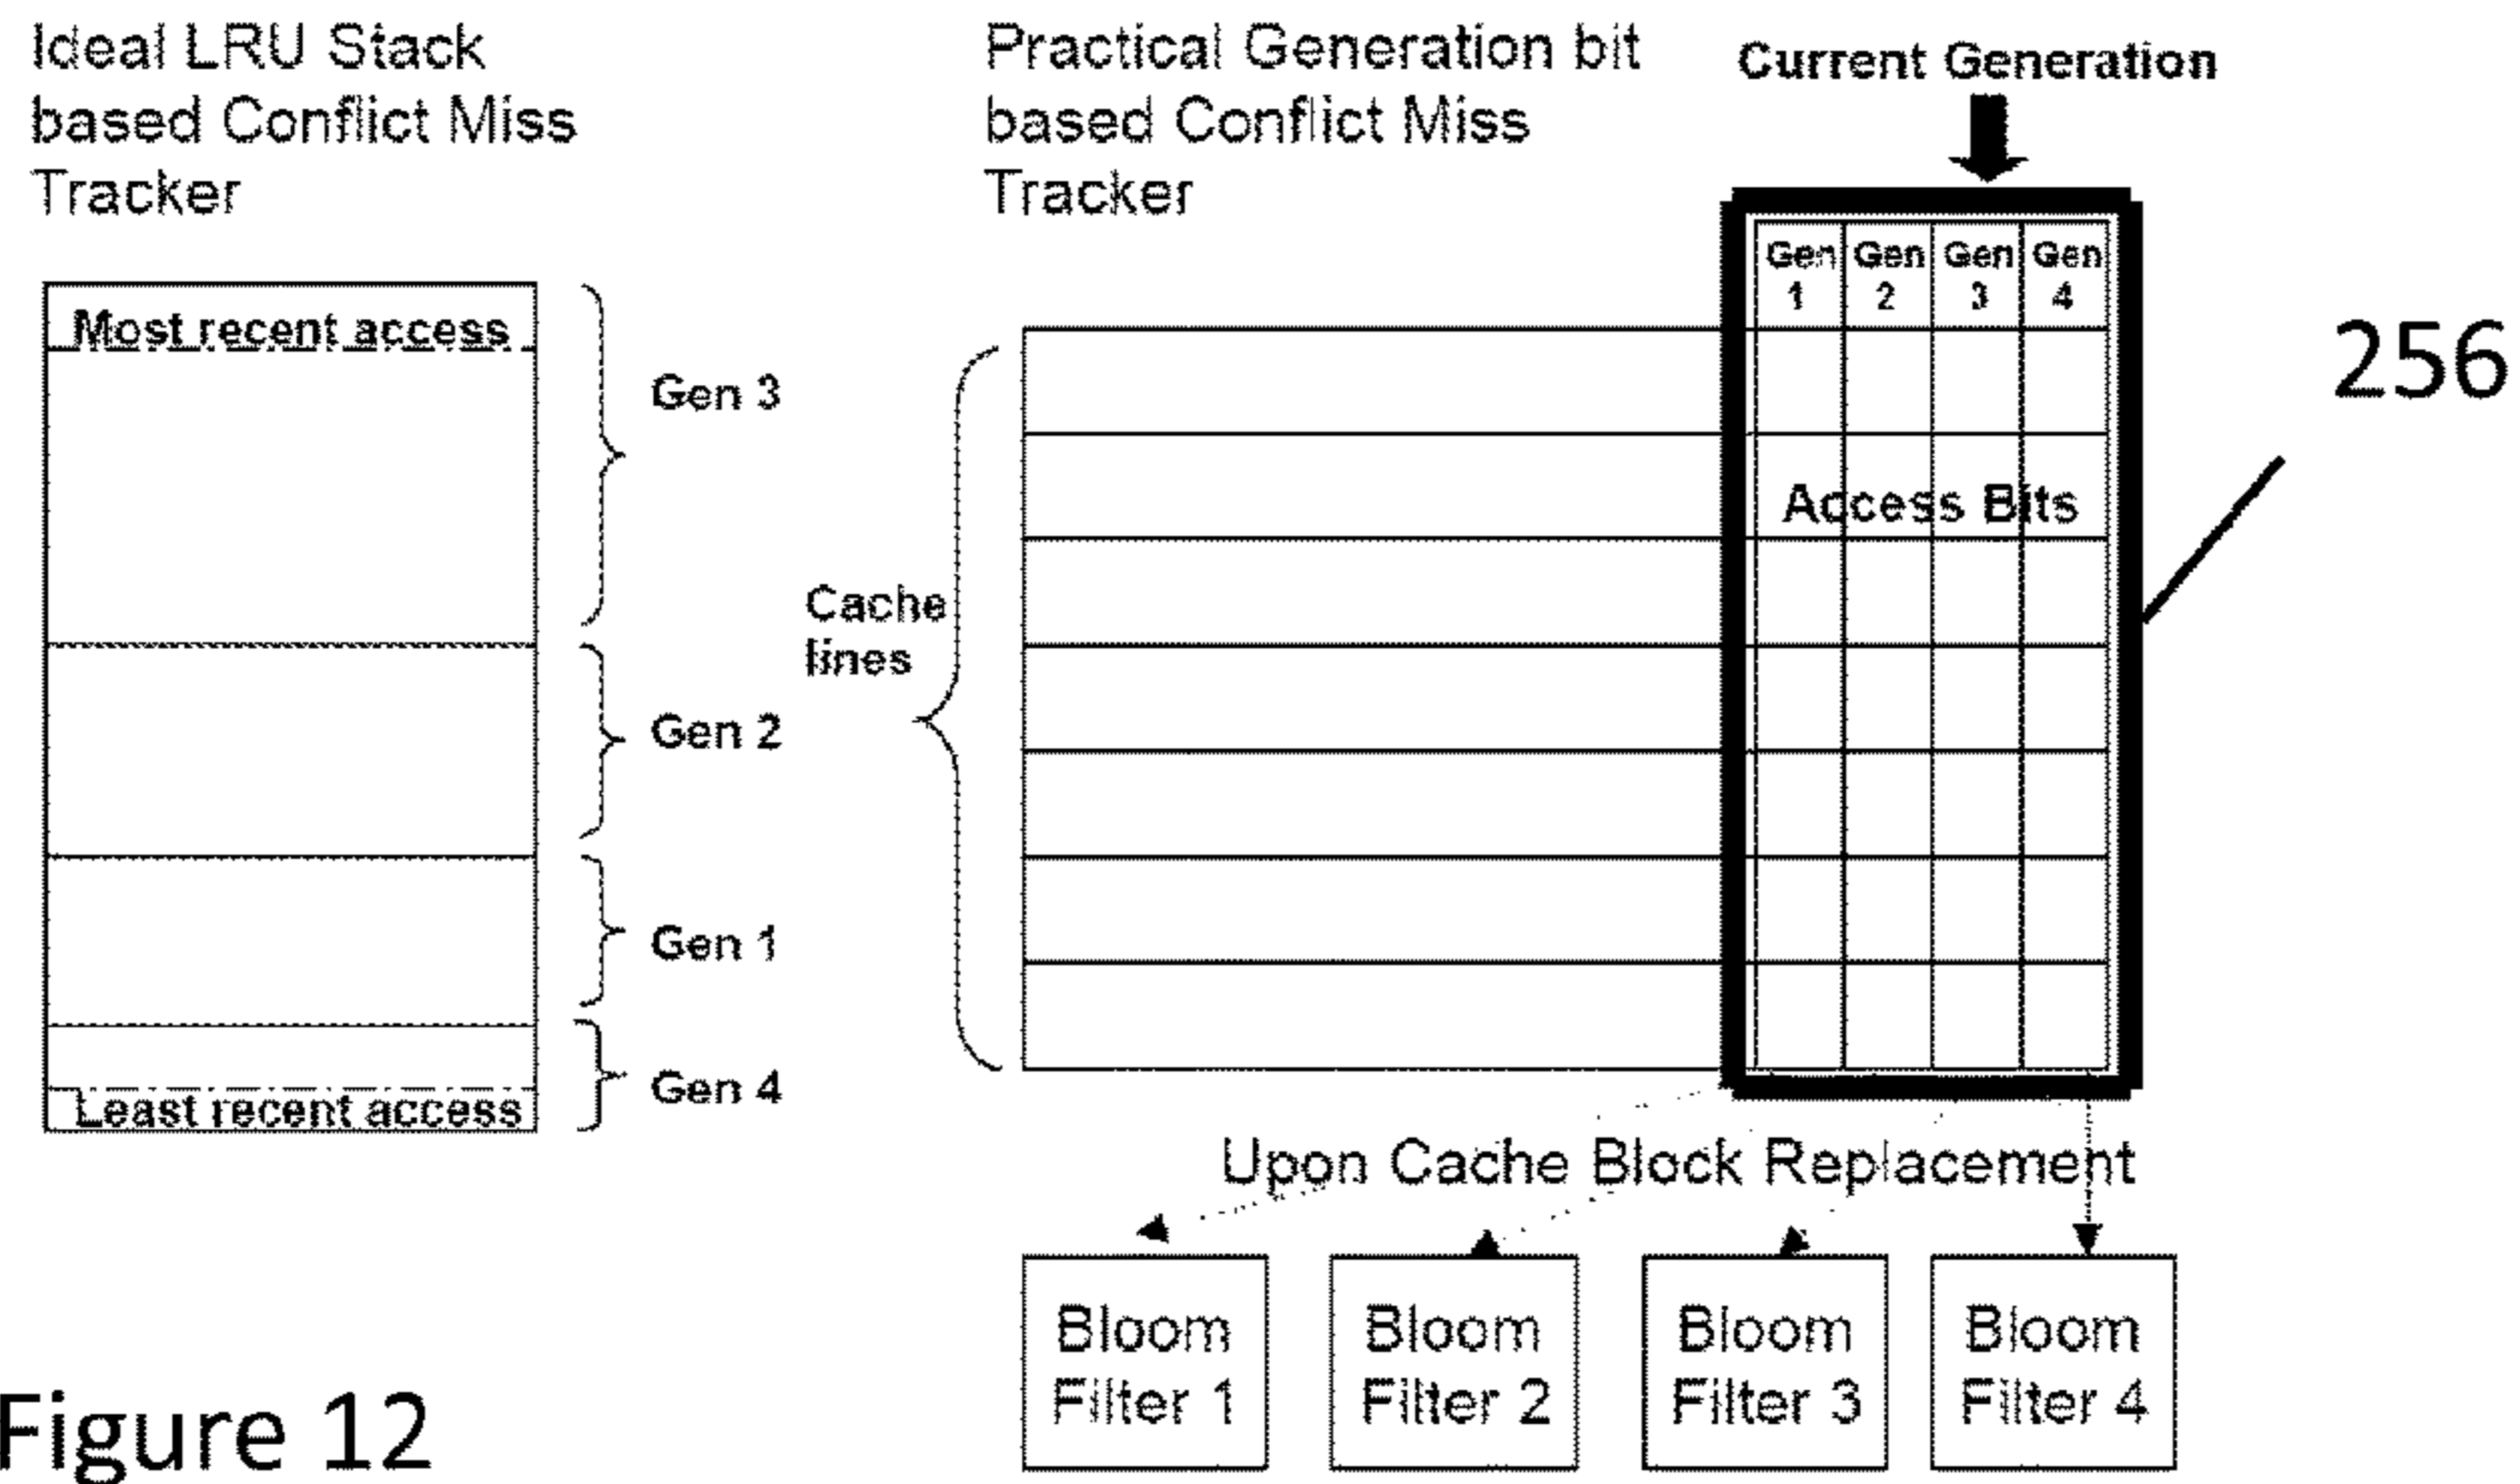 Ideal LRU Stack
based Conflict Miss
Tracker
Practical Generation bit
based Conflict Miss
Tracker
Current Generation
Most recent access
Gen 3
Gen 2
Gen 1
Gen 4
Least recent access
Cache
lines
Gen Gen Gen Gen
1 2 3 4
Access Bits
256
Upon Cache Block Replacement
Bloom
Filter 1
Bloom
Filter 2
Bloom
Filter 3
Bloom
Filter 4
Figure 12